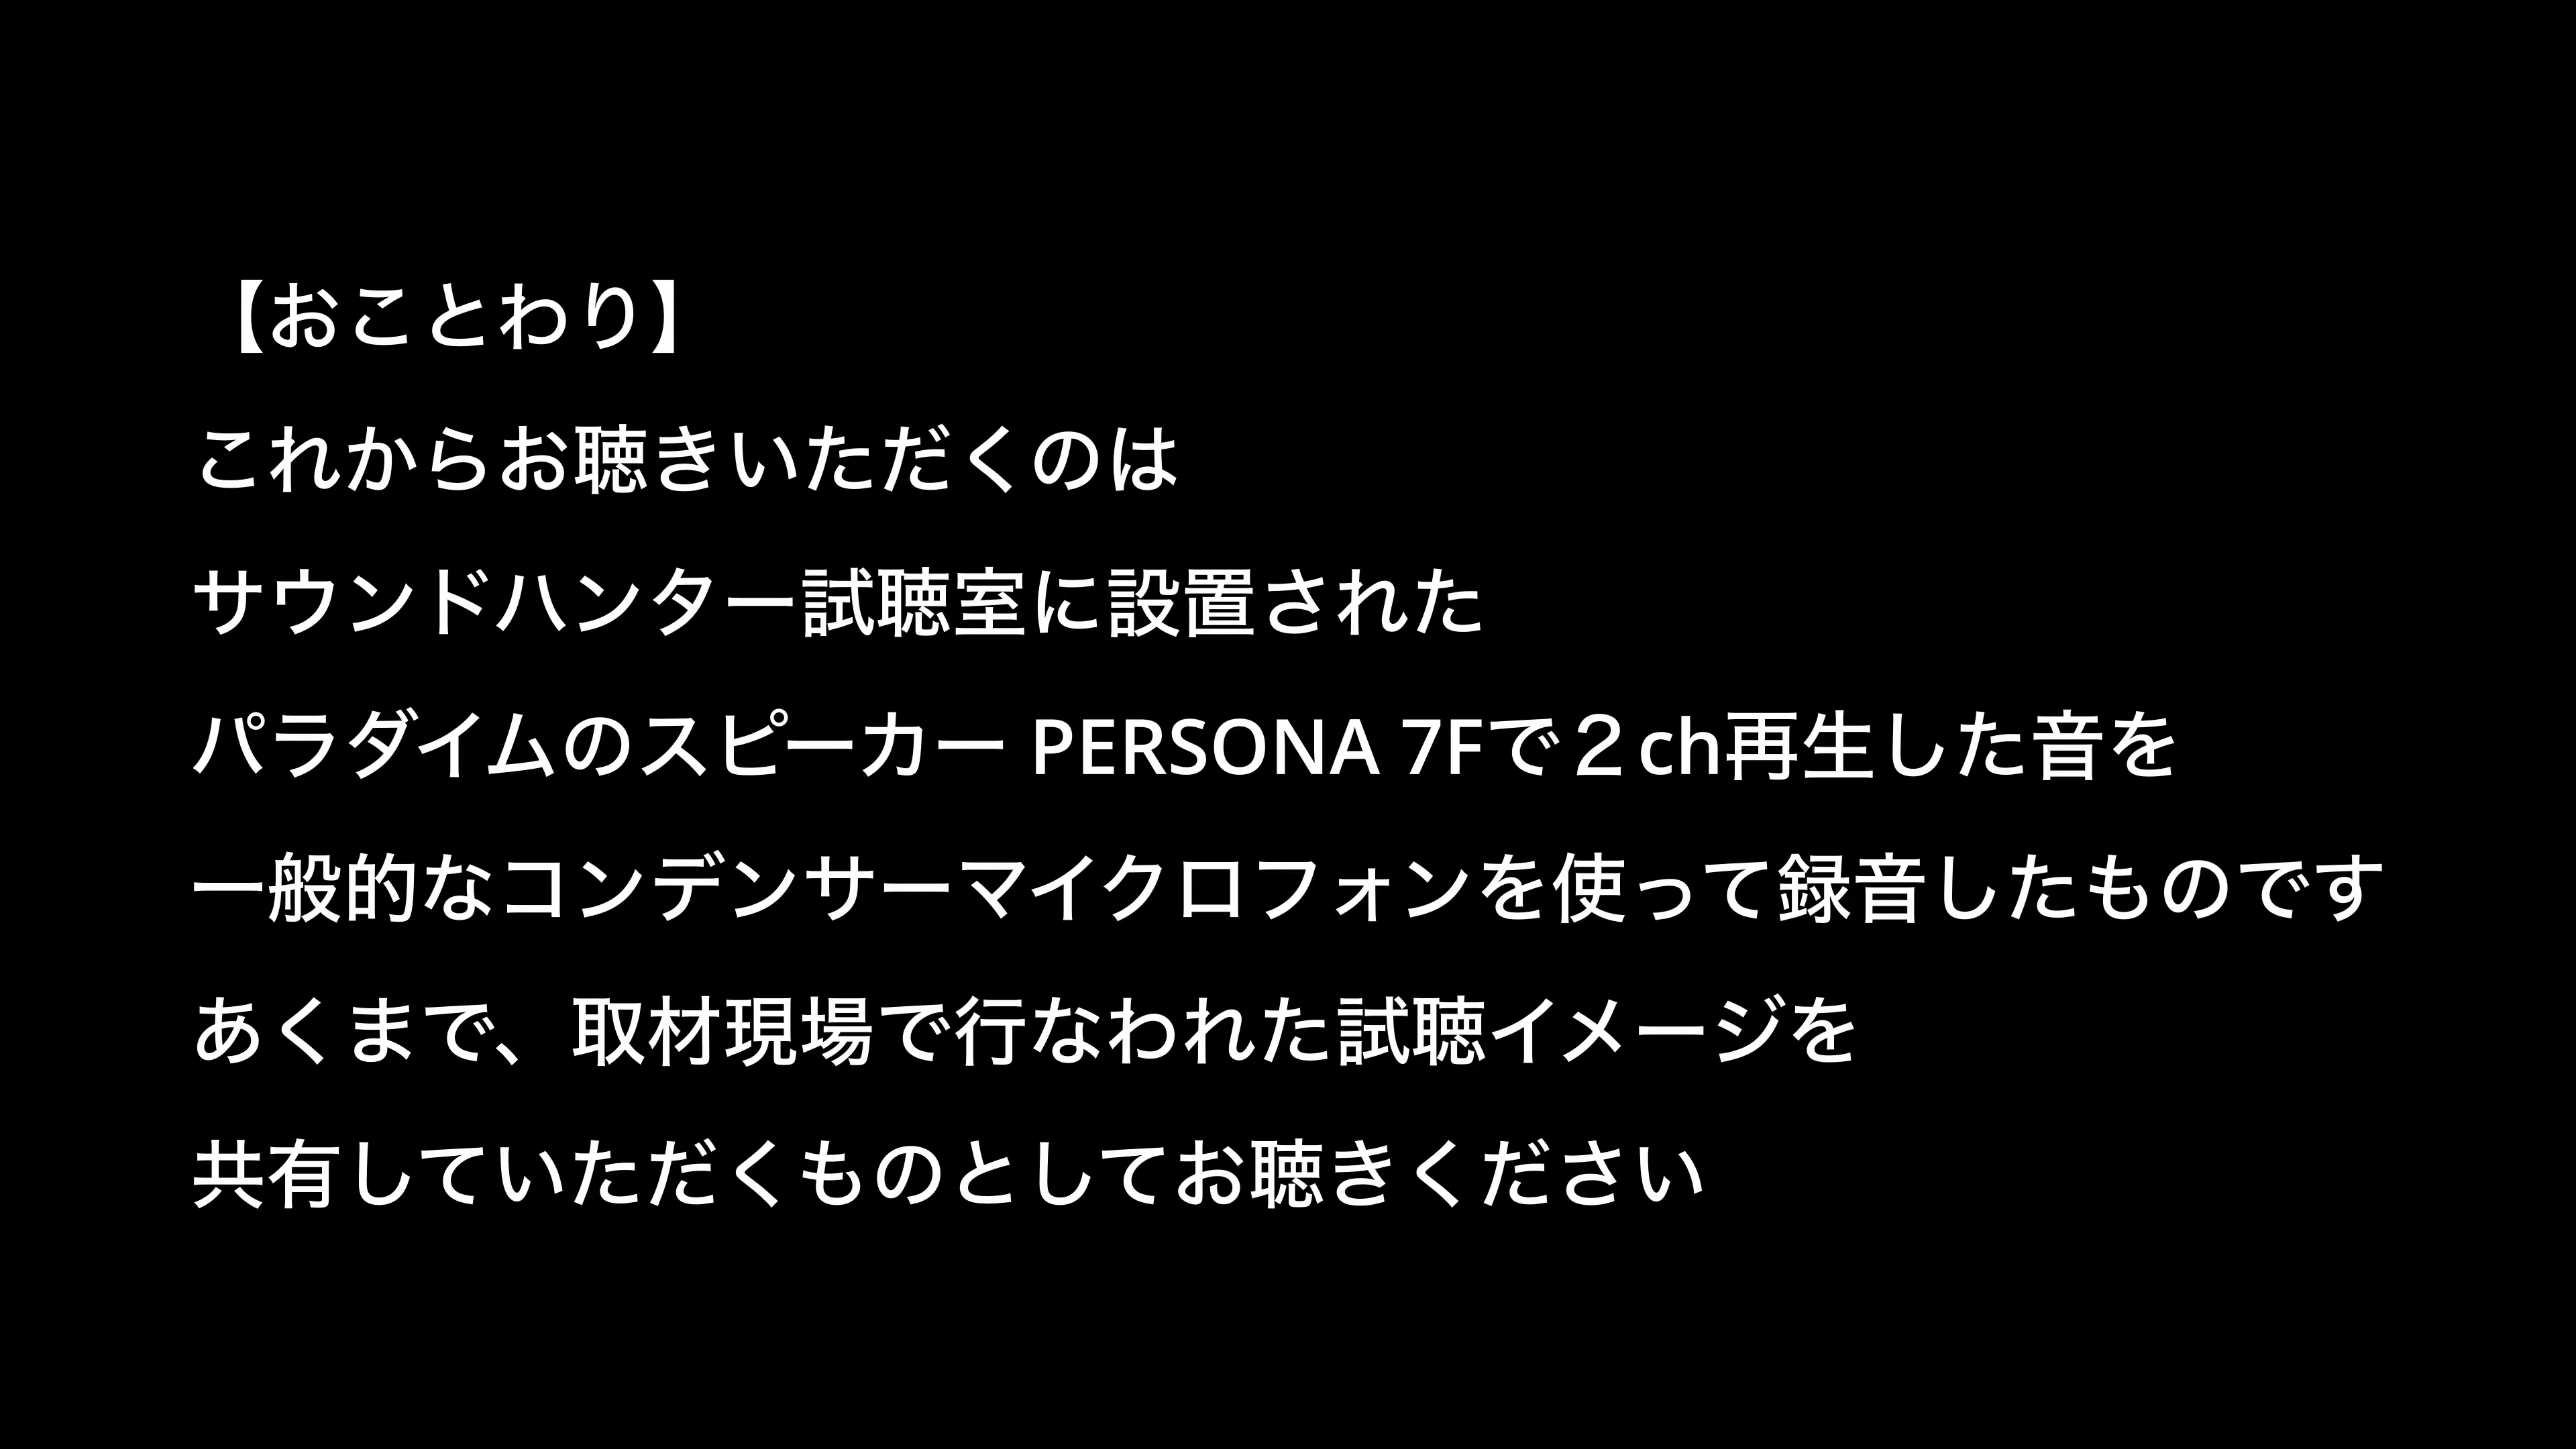 【おことわり】
これからお聴きいただくのは
サウンドハンター試聴室に設置された
パラダイムのスピーカー PERSONA 7Fで２ch再生した音を
一般的なコンデンサーマイクロフォンを使って録音したものです
あくまで、取材現場で行なわれた試聴イメージを
共有していただくものとしてお聴きください